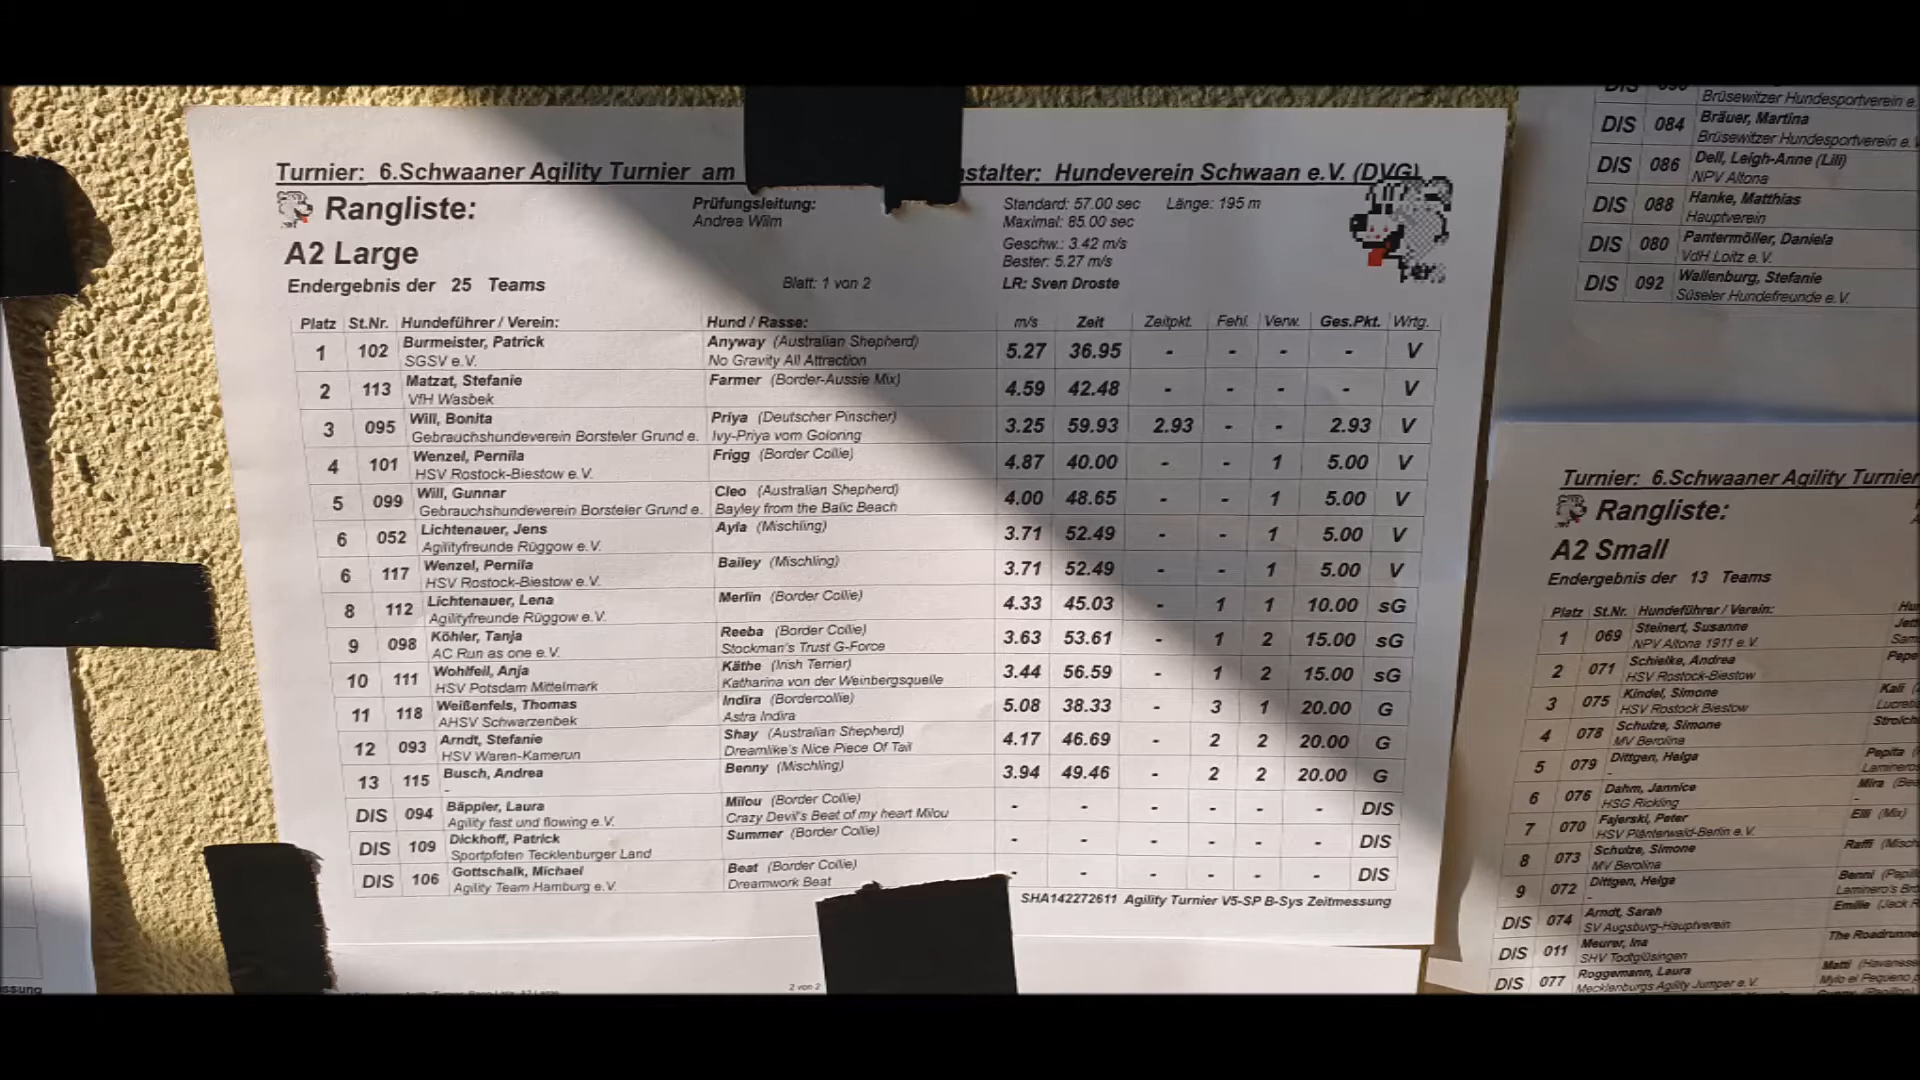 Turnier: 6.Schwaaner Agility Turnier am nstalter: Hundeverein Schwaan e.V. (DVG)
Rangliste:
Prüfungsleitung:
Andrea Wilm
Standard: 57.00 sec Länge: 195 m
Maximal: 85.00 sec
Geschw.: 3.42 m/s
Bester: 5.27 m/s
LR: Sven Droste
A2 Large
Endergebnis der 25 Teams
Blatt: 1 von 2
Platz St.Nr. Hundeführer / Verein: Hund / Rasse: m/s Zeit Zeitpkt. Fehl. Verw. Ges.Pkt. Wrtg.
1 102 Burmeister, Patrick Anyway (Australian Shepherd) 5.27 36.95 - - - - V
SGSV e.V. No Gravity All Attraction
2 113 Matzat, Stefanie Farmer (Border-Aussie Mix) 4.59 42.48 - - - - V
VfH Wasbek
3 095 Will, Bonita Priya (Deutscher Pinscher) 3.25 59.93 2.93 - - 2.93 V
Gebrauchshundeverein Borsteler Grund e. Ivy-Priya vom Goloring
4 101 Wenzel, Pernila Frigg (Border Collie) 4.87 40.00 - - 1 5.00 V
HSV Rostock-Biestow e.V.
5 099 Will, Gunnar Cleo (Australian Shepherd) 4.00 48.65 - - 1 5.00 V
Gebrauchshundeverein Borsteler Grund e. Bayley from the Balic Beach
6 052 Lichtenauer, Jens Ayla (Mischling) 3.71 52.49 - - 1 5.00 V
Agilityfreunde Rüggow e.V.
6 117 Wenzel, Pernila Bailey (Mischling) 3.71 52.49 - - 1 5.00 V
HSV Rostock-Biestow e.V.
8 112 Lichtenauer, Lena Merlin (Border Collie) 4.33 45.03 - 1 1 10.00 sG
Agilityfreunde Rüggow e.V.
9 098 Köhler, Tanja Reeba (Border Collie) 3.63 53.61 - 1 2 15.00 sG
AC Run as one e.V. Stockman's Trust G-Force
10 111 Wohlfeil, Anja Käthe (Irish Terrier) 3.44 56.59 - 1 2 15.00 sG
HSV Potsdam Mittelmark Katharina von der Weinbergsquelle
11 118 Weißenfels, Thomas Indira (Bordercollie) 5.08 38.33 - 3 1 20.00 G
AHSV Schwarzenbek Astra Indira
12 093 Arndt, Stefanie Shay (Australian Shepherd) 4.17 46.69 - 2 2 20.00 G
HSV Waren-Kamerun Dreamlike's Nice Piece Of Tail
13 115 Busch, Andrea Benny (Mischling) 3.94 49.46 - 2 2 20.00 G
-
DIS 094 Bäppler, Laura Milou (Border Collie) - - - - - - DIS
Agility fast und flowing e.V. Crazy Devil's Beat of my heart Milou
DIS 109 Dickhoff, Patrick Summer (Border Collie) - - - - - - DIS
Sportpfoten Tecklenburger Land
DIS 106 Gottschalk, Michael Beat (Border Collie) - - - - - - DIS
Agility Team Hamburg e.V. Dreamwork Beat
SHA142272611 Agility Turnier V5-SP B-Sys Zeitmessung
2 von 2
ssung
DIS Brüsewitzer Hundesportverein e.
DIS 084 Bräuer, Martina
Brüsewitzer Hundesportverein e.V.
DIS 086 Dell, Leigh-Anne (Lili)
NPV Altona
DIS 088 Hanke, Matthias
Hauptverein
DIS 080 Pantermöller, Daniela
VdH Loitz e.V.
DIS 092 Wallenburg, Stefanie
Süseler Hundefreunde e.V.
Turnier: 6.Schwaaner Agility Turnier
Rangliste:
A2 Small
Endergebnis der 13 Teams
Platz St.Nr. Hundeführer / Verein: Hu
1 069 Steinert, Susanne
NPV Altona 1911 e.V.
2 071 Schielke, Andrea
HSV Rostock-Biestow
3 075 Kindel, Simone Kali
HSV Rostock Biestow
4 078 Schulze, Simone
MV Berolina
5 079 Dittgen, Helga Pepita
-
6 076 Dahm, Jannice Mira
HSG Rickling -
7 070 Fajerski, Peter Elli (Mix)
HSV Plänterwald-Berlin e.V.
8 073 Schulze, Simone Raffi
MV Berolina
9 072 Dittgen, Helga Benni
-
DIS 074 Arndt, Sarah Emilie (Jack
SV Augsburg-Hauptverein
DIS 011 Meurer, Ina The Roadrunne
SHV Todtglüsingen
DIS 077 Roggemann, Laura
Mecklenburgs Agility Jumper e.V. Mylo el Pequeno